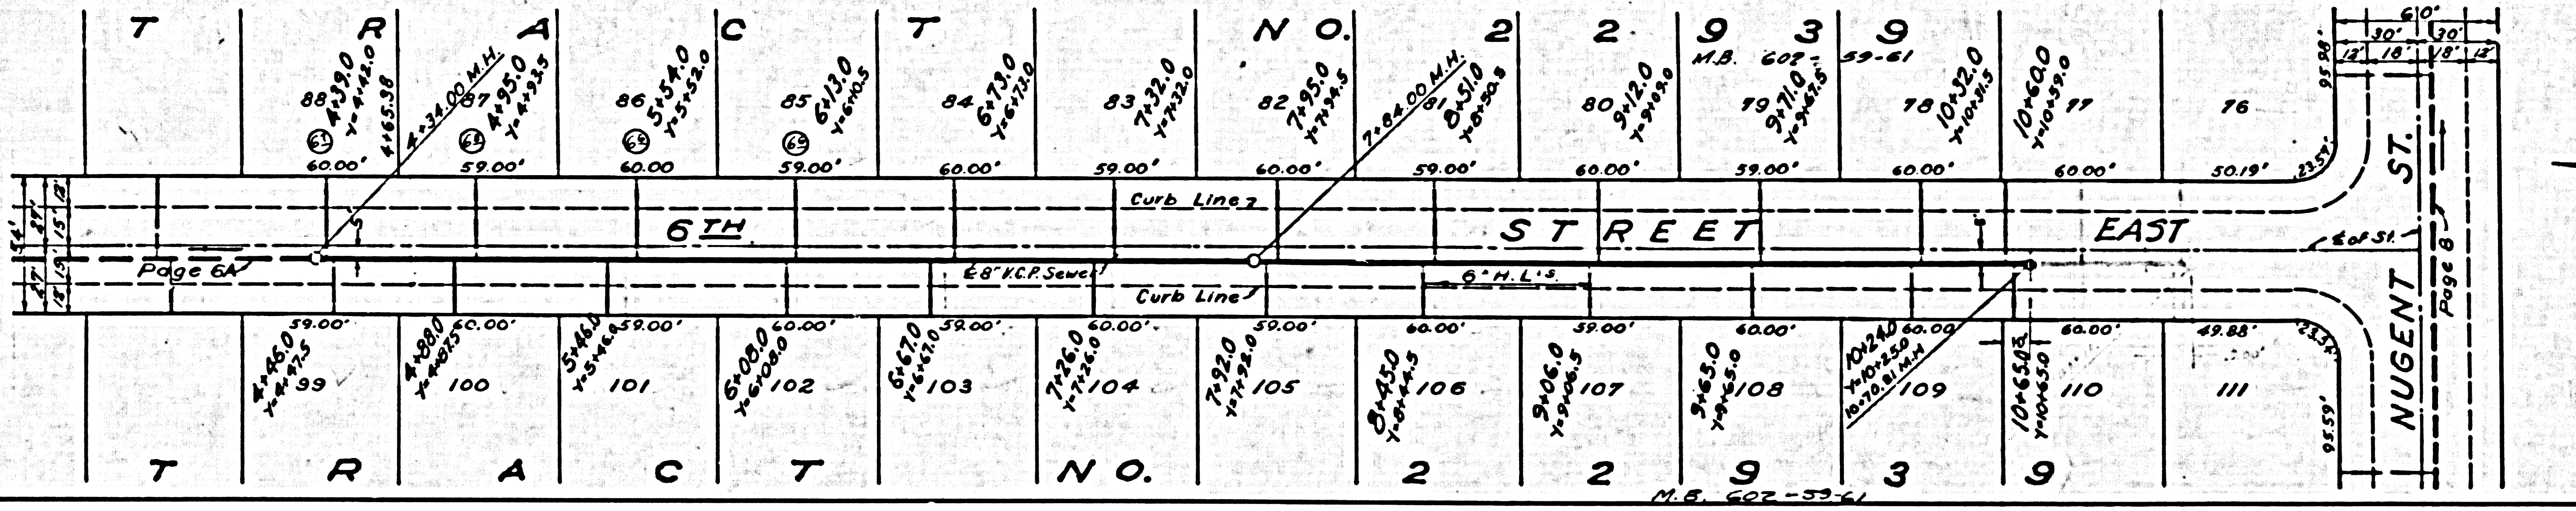 T R A C T NO. 2 2 9 3 9
M.B. 602-59-61
60'
30' 30'
12' 18' 18' 12'
88 4+39.0
Y=4+42.0
4+65.38
4+34.00 M.H.
87 4+95.0
Y=4+93.5
86 5+54.0
Y=5+52.0
85 6+13.0
Y=6+10.5
84 6+73.0
Y=6+73.0
83 7+32.0
Y=7+32.0
82 7+95.0
Y=7+94.5
7+84.00 M.H.
81 8+51.0
Y=8+50.5
80 9+12.0
Y=9+09.0
79 9+71.0
Y=9+67.5
78 10+32.0
Y=10+31.5
10+60.0 77
Y=10+59.0
76
95.98'
60.00' 59.00' 60.00 59.00' 60.00' 59.00' 60.00' 59.00' 60.00' 59.00' 60.00' 60.00' 50.19' 23.57'
54' 27' 12' 15'
Curb Line
6TH STREET EAST
5'
6'
₵ of St.
NUGENT ST.
Page 8
Page 6A
₵ 8" V.C.P. Sewer
6" H.L's.
27' 15' 12'
Curb Line
59.00' 60.00' 59.00' 60.00' 59.00' 60.00' 59.00' 60.00' 59.00' 60.00' 60.00 60.00' 49.88' 23.54'
4+46.0 99
Y=4+47.5
4+88.0 100
Y=4+87.5
5+46.0 101
Y=5+46.0
6+08.0 102
Y=6+08.0
6+67.0 103
Y=6+67.0
7+26.0 104
Y=7+26.0
7+92.0 105
Y=7+92.0
8+45.0 106
Y=8+44.5
9+06.0 107
Y=9+06.5
9+65.0 108
Y=9+65.0
10+24.0 109
Y=10+25.0
10+70.81 M.H
10+65.0 110
Y=10+65.0
111
95.59'
T R A C T NO. 2 2 9 3 9
M.B. 602-59-61